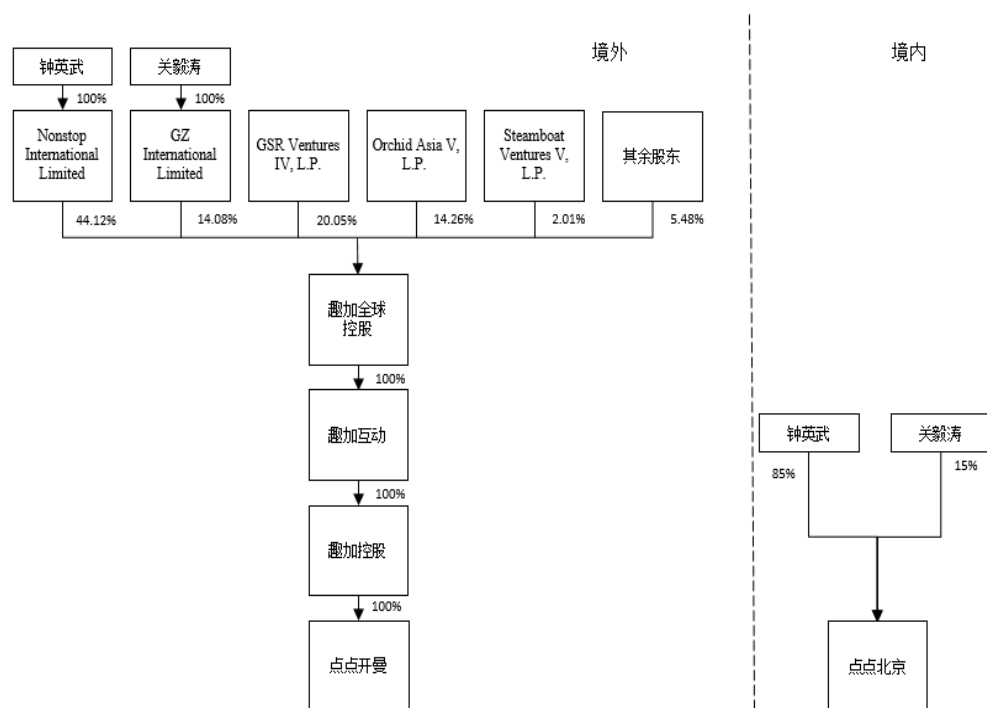 境外
境内
钟英武
关毅涛
100%
100%
Nonstop
International
Limited
GZ
International
Limited
GSR Ventures
IV, L.P.
Orchid Asia V,
L.P.
Steamboat
Ventures V,
L.P.
其余股东
44.12%
14.08%
20.05%
14.26%
2.01%
5.48%
趣加全球
控股
100%
趣加互动
100%
趣加控股
100%
点点开曼
钟英武
关毅涛
85%
15%
点点北京